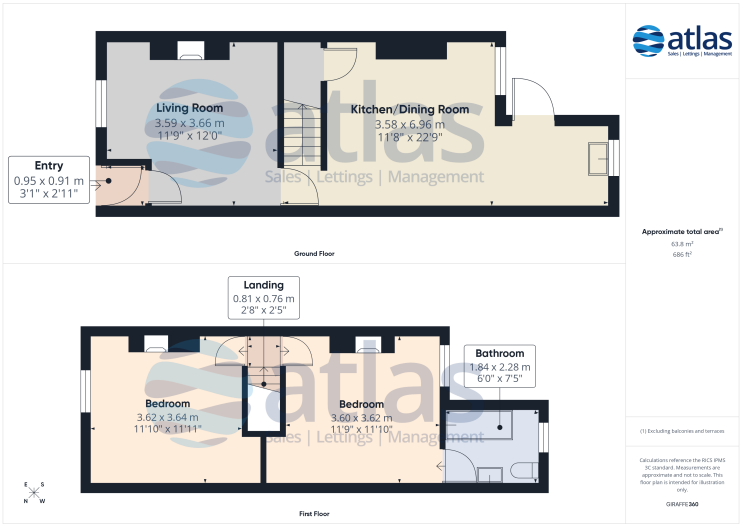 atlas
Sales | Lettings | Management
Living Room
3.59 x 3.66 m
11'9" x 12'0"
Kitchen/Dining Room
3.58 x 6.96 m
11'8" x 22'9"
Entry
0.95 x 0.91 m
3'1" x 2'11"
atlas
Sales | Lettings | Management
Ground Floor
Approximate total area(1)
63.8 m²
686 ft²
Landing
0.81 x 0.76 m
2'8" x 2'5"
Bathroom
1.84 x 2.28 m
6'0" x 7'5"
Bedroom
3.62 x 3.64 m
11'10" x 11'11"
Bedroom
3.60 x 3.62 m
11'9" x 11'10"
atlas
Sales | Lettings | Management
First Floor
E S
N W
(1) Excluding balconies and terraces
Calculations reference the RICS IPMS
3C standard. Measurements are
approximate and not to scale. This
floor plan is intended for illustration
only.
GIRAFFE360